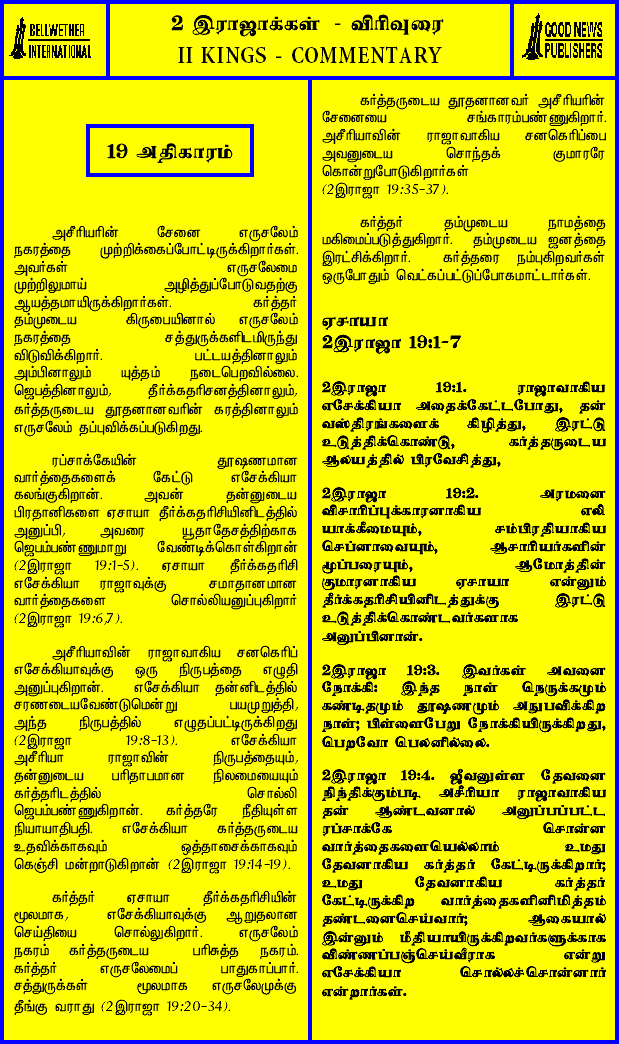 BELLWETHER
INTERNATIONAL
2 இராஜாக்கள் - விரிவுரை
II KINGS - COMMENTARY
GOOD NEWS
PUBLISHERS
19 அதிகாரம்
அசீரியரின் சேனை எருசலேம்
நகரத்தை முற்றிக்கைப்போட்டிருக்கிறார்கள்.
அவர்கள் எருசலேமை
முற்றிலுமாய் அழித்துப்போடுவதற்கு
ஆயத்தமாயிருக்கிறார்கள். கர்த்தர்
தம்முடைய கிருபையினால் எருசலேம்
நகரத்தை சத்துருக்களிடமிருந்து
விடுவிக்கிறார். பட்டயத்தினாலும்
அம்பினாலும் யுத்தம் நடைபெறவில்லை.
ஜெபத்தினாலும், தீர்க்கதரிசனத்தினாலும்,
கர்த்தருடைய தூதனானவரின் கரத்தினாலும்
எருசலேம் தப்புவிக்கப்படுகிறது.
ரப்சாக்கேயின் தூஷணமான
வார்த்தைகளைக் கேட்டு எசேக்கியா
கலங்குகிறான். அவன் தன்னுடைய
பிரதானிகளை ஏசாயா தீர்க்கதரிசியினிடத்தில்
அனுப்பி, அவரை யூதாதேசத்திற்காக
ஜெபம்பண்ணுமாறு வேண்டிக்கொள்கிறான்
(2இராஜா 19:1-5). ஏசாயா தீர்க்கதரிசி
எசேக்கியா ராஜாவுக்கு சமாதானமான
வார்த்தைகளை சொல்லியனுப்புகிறார்
(2இராஜா 19:6,7).
அசீரியாவின் ராஜாவாகிய சனகெரிப்
எசேக்கியாவுக்கு ஒரு நிருபத்தை எழுதி
அனுப்புகிறான். எசேக்கியா தன்னிடத்தில்
சரணடையவேண்டுமென்று பயமுறுத்தி,
அந்த நிருபத்தில் எழுதப்பட்டிருக்கிறது
(2இராஜா 19:8-13). எசேக்கியா
அசீரியா ராஜாவின் நிருபத்தையும்,
தன்னுடைய பரிதாபமான நிலமையையும்
கர்த்தரிடத்தில் சொல்லி
ஜெபம்பண்ணுகிறான். கர்த்தரே நீதியுள்ள
நியாயாதிபதி. எசேக்கியா கர்த்தருடைய
உதவிக்காகவும் ஒத்தாசைக்காகவும்
கெஞ்சி மன்றாடுகிறான் (2இராஜா 19:14-19).
கர்த்தர் ஏசாயா தீர்க்கதரிசியின்
மூலமாக, எசேக்கியாவுக்கு ஆறுதலான
செய்தியை சொல்லுகிறார். எருசலேம்
நகரம் கர்த்தருடைய பரிசுத்த நகரம்.
கர்த்தர் எருசலேமைப் பாதுகாப்பார்.
சத்துருக்கள் மூலமாக எருசலேமுக்கு
தீங்கு வராது (2இராஜா 19:20-34).
கர்த்தருடைய தூதனானவர் அசீரியரின்
சேனையை சங்காரம்பண்ணுகிறார்.
அசீரியாவின் ராஜாவாகிய சனகெரிப்பை
அவனுடைய சொந்தக் குமாரரே
கொன்றுபோடுகிறார்கள்
(2இராஜா 19:35-37).
கர்த்தர் தம்முடைய நாமத்தை
மகிமைப்படுத்துகிறார். தம்முடைய ஜனத்தை
இரட்சிக்கிறார். கர்த்தரை நம்புகிறவர்கள்
ஒருபோதும் வெட்கப்பட்டுப்போகமாட்டார்கள்.
ஏசாயா
2இராஜா 19:1-7
2இராஜா 19:1. ராஜாவாகிய
எசேக்கியா அதைக்கேட்டபோது, தன்
வஸ்திரங்களைக் கிழித்து, இரட்டு
உடுத்திக்கொண்டு, கர்த்தருடைய
ஆலயத்தில் பிரவேசித்து,
2இராஜா 19:2. அரமனை
விசாரிப்புக்காரனாகிய எலி
யாக்கீமையும், சம்பிரதியாகிய
செப்னாவையும், ஆசாரியர்களின்
மூப்பரையும், ஆமோத்தின்
குமாரனாகிய ஏசாயா என்னும்
தீர்க்கதரிசியினிடத்துக்கு இரட்டு
உடுத்திக்கொண்டவர்களாக
அனுப்பினான்.
2இராஜா 19:3. இவர்கள் அவனை
நோக்கி: இந்த நாள் நெருக்கமும்
கண்டிதமும் தூஷணமும் அநுபவிக்கிற
நாள்; பிள்ளைபேறு நோக்கியிருக்கிறது,
பெறவோ பெலனில்லை.
2இராஜா 19:4. ஜீவனுள்ள தேவனை
நிந்திக்கும்படி அசீரியா ராஜாவாகிய
தன் ஆண்டவனால் அனுப்பப்பட்ட
ரப்சாக்கே சொன்ன
வார்த்தைகளையெல்லாம் உமது
தேவனாகிய கர்த்தர் கேட்டிருக்கிறார்;
உமது தேவனாகிய கர்த்தர்
கேட்டிருக்கிற வார்த்தைகளினிமித்தம்
தண்டனைசெய்வார்; ஆகையால்
இன்னும் மீதியாயிருக்கிறவர்களுக்காக
விண்ணப்பஞ்செய்வீராக என்று
எசேக்கியா சொல்லச்சொன்னார்
என்றார்கள்.